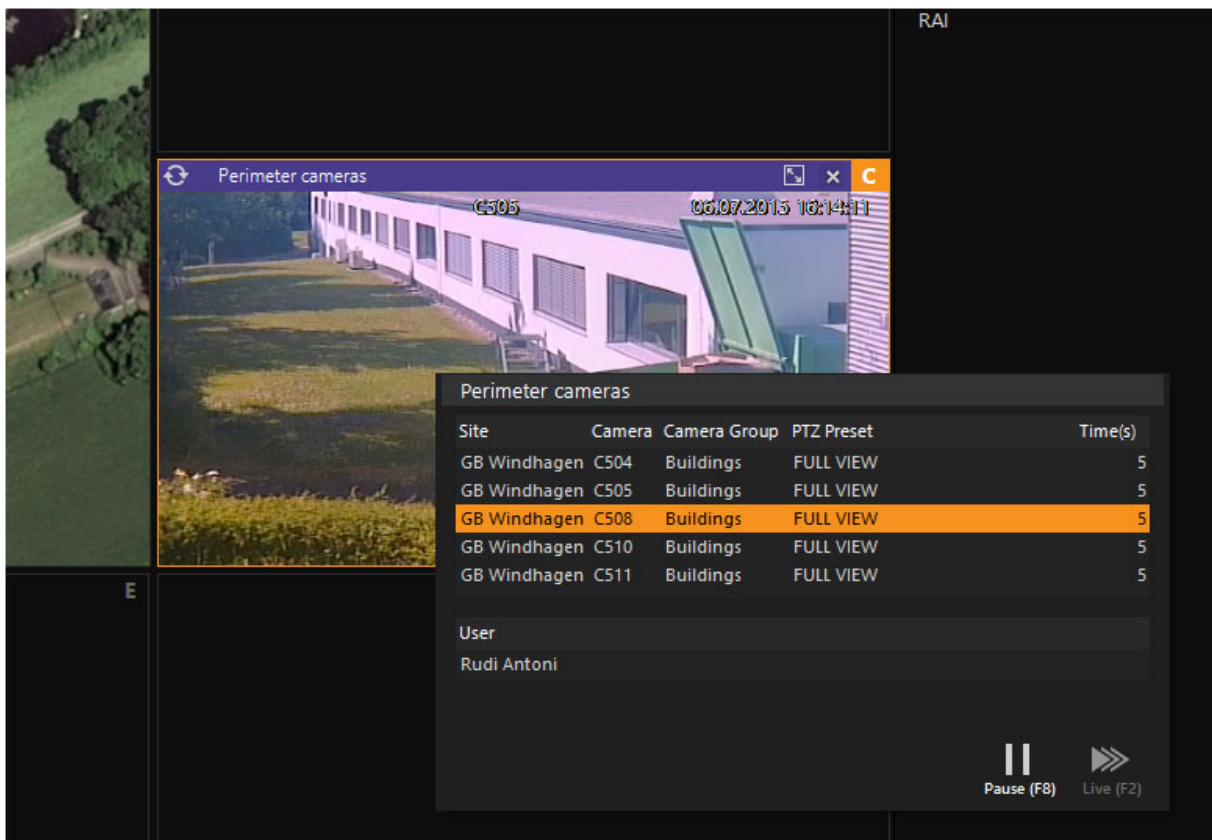 RAI
Perimeter cameras C
C505 06.07.2015 16:14:11
Perimeter cameras
Site Camera Camera Group PTZ Preset Time(s)
GB Windhagen C504 Buildings FULL VIEW 5
GB Windhagen C505 Buildings FULL VIEW 5
GB Windhagen C508 Buildings FULL VIEW 5
GB Windhagen C510 Buildings FULL VIEW 5
GB Windhagen C511 Buildings FULL VIEW 5
E
User
Rudi Antoni
Pause (F8) Live (F2)